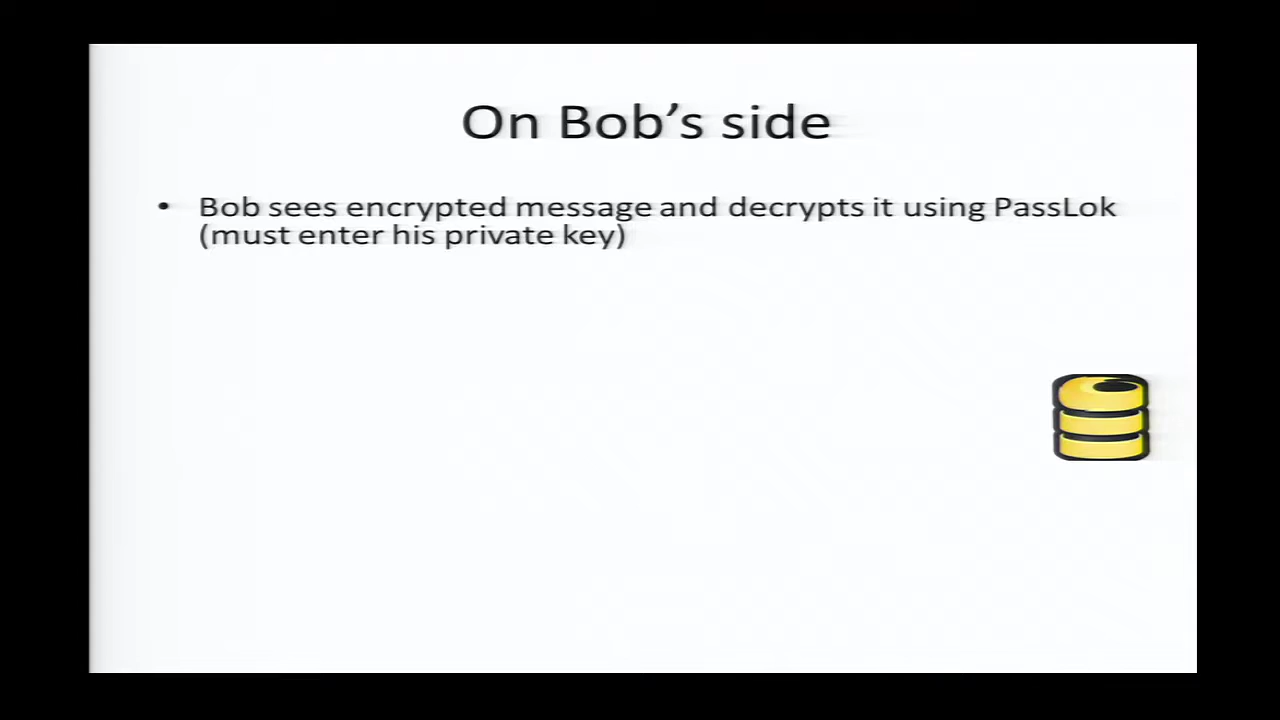 On Bob’s side
• Bob sees encrypted message and decrypts it using PassLok
(must enter his private key)